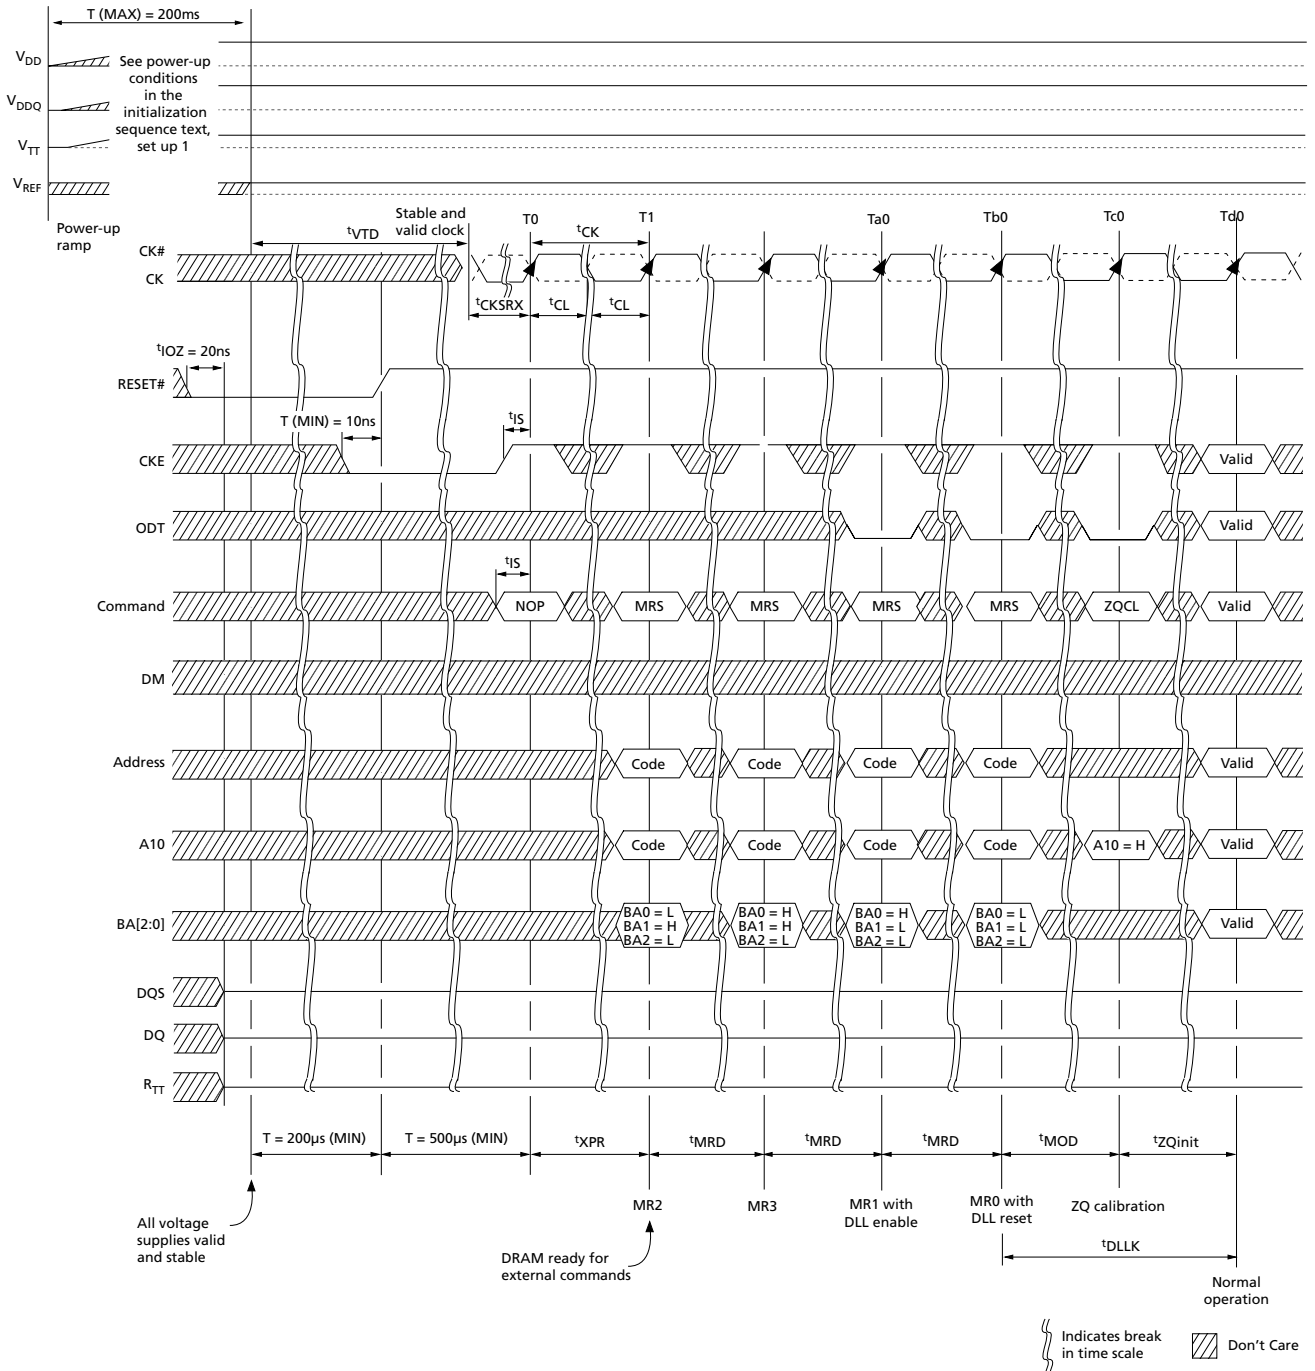 T (MAX) = 200ms
VDD
VDDQ
VTT
VREF
See power-up
conditions
in the
initialization
sequence text,
set up 1
Power-up
ramp
Stable and
valid clock
T0
T1
Ta0
Tb0
Tc0
Td0
tVTD
tCK
CK#
CK
tCKSRX
tCL
tCL
tIOZ = 20ns
RESET#
T (MIN) = 10ns
tIS
CKE
Valid
ODT
Valid
tIS
Command
NOP
MRS
MRS
MRS
MRS
ZQCL
Valid
DM
Address
Code
Code
Code
Code
Valid
A10
Code
Code
Code
Code
A10 = H
Valid
BA[2:0]
BA0 = L
BA1 = H
BA2 = L
BA0 = H
BA1 = H
BA2 = L
BA0 = H
BA1 = L
BA2 = L
BA0 = L
BA1 = L
BA2 = L
Valid
DQS
DQ
RTT
T = 200µs (MIN)
T = 500µs (MIN)
tXPR
tMRD
tMRD
tMRD
tMOD
tZQinit
MR2
MR3
MR1 with
DLL enable
MR0 with
DLL reset
ZQ calibration
All voltage
supplies valid
and stable
DRAM ready for
external commands
tDLLK
Normal
operation
Indicates break
in time scale
Don't Care